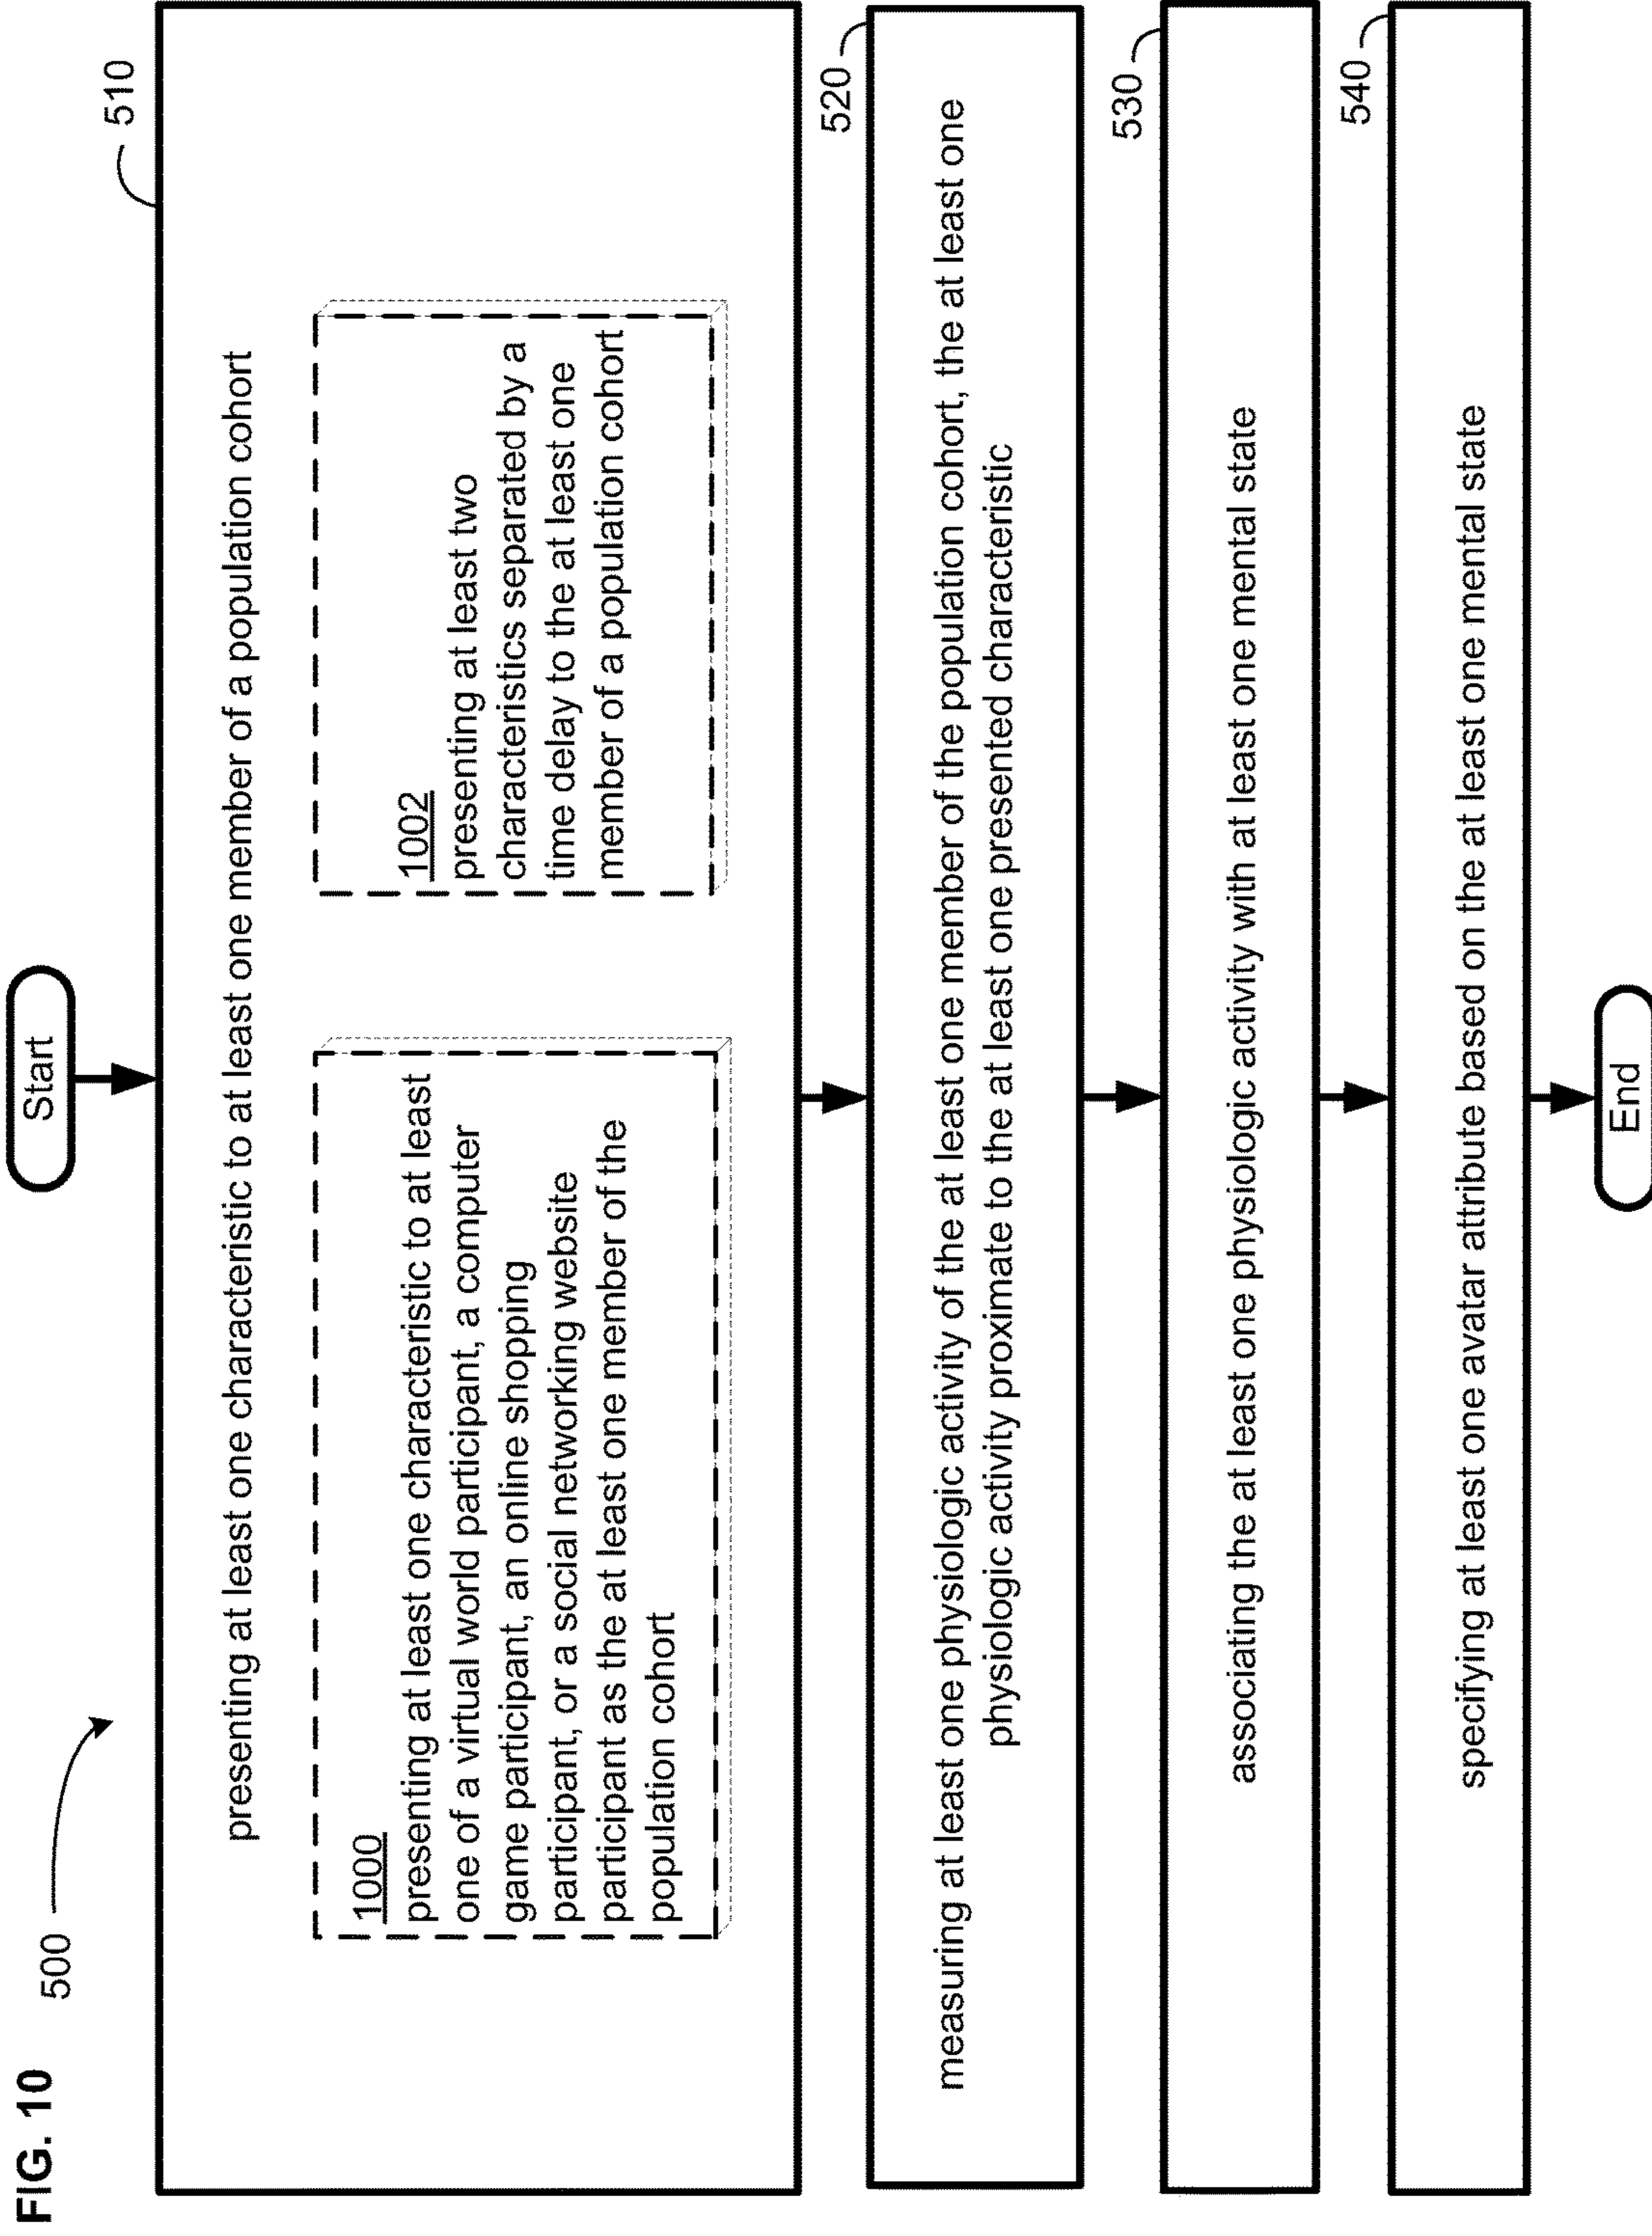 FIG. 10
500
Start
510
presenting at least one characteristic to at least one member of a population cohort
1000
presenting at least one characteristic to at least
one of a virtual world participant, a computer
game participant, an online shopping
participant, or a social networking website
participant as the at least one member of the
population cohort
1002
presenting at least two
characteristics separated by a
time delay to the at least one
member of a population cohort
520
measuring at least one physiologic activity of the at least one member of the population cohort, the at least one
physiologic activity proximate to the at least one presented characteristic
530
associating the at least one physiologic activity with at least one mental state
540
specifying at least one avatar attribute based on the at least one mental state
End